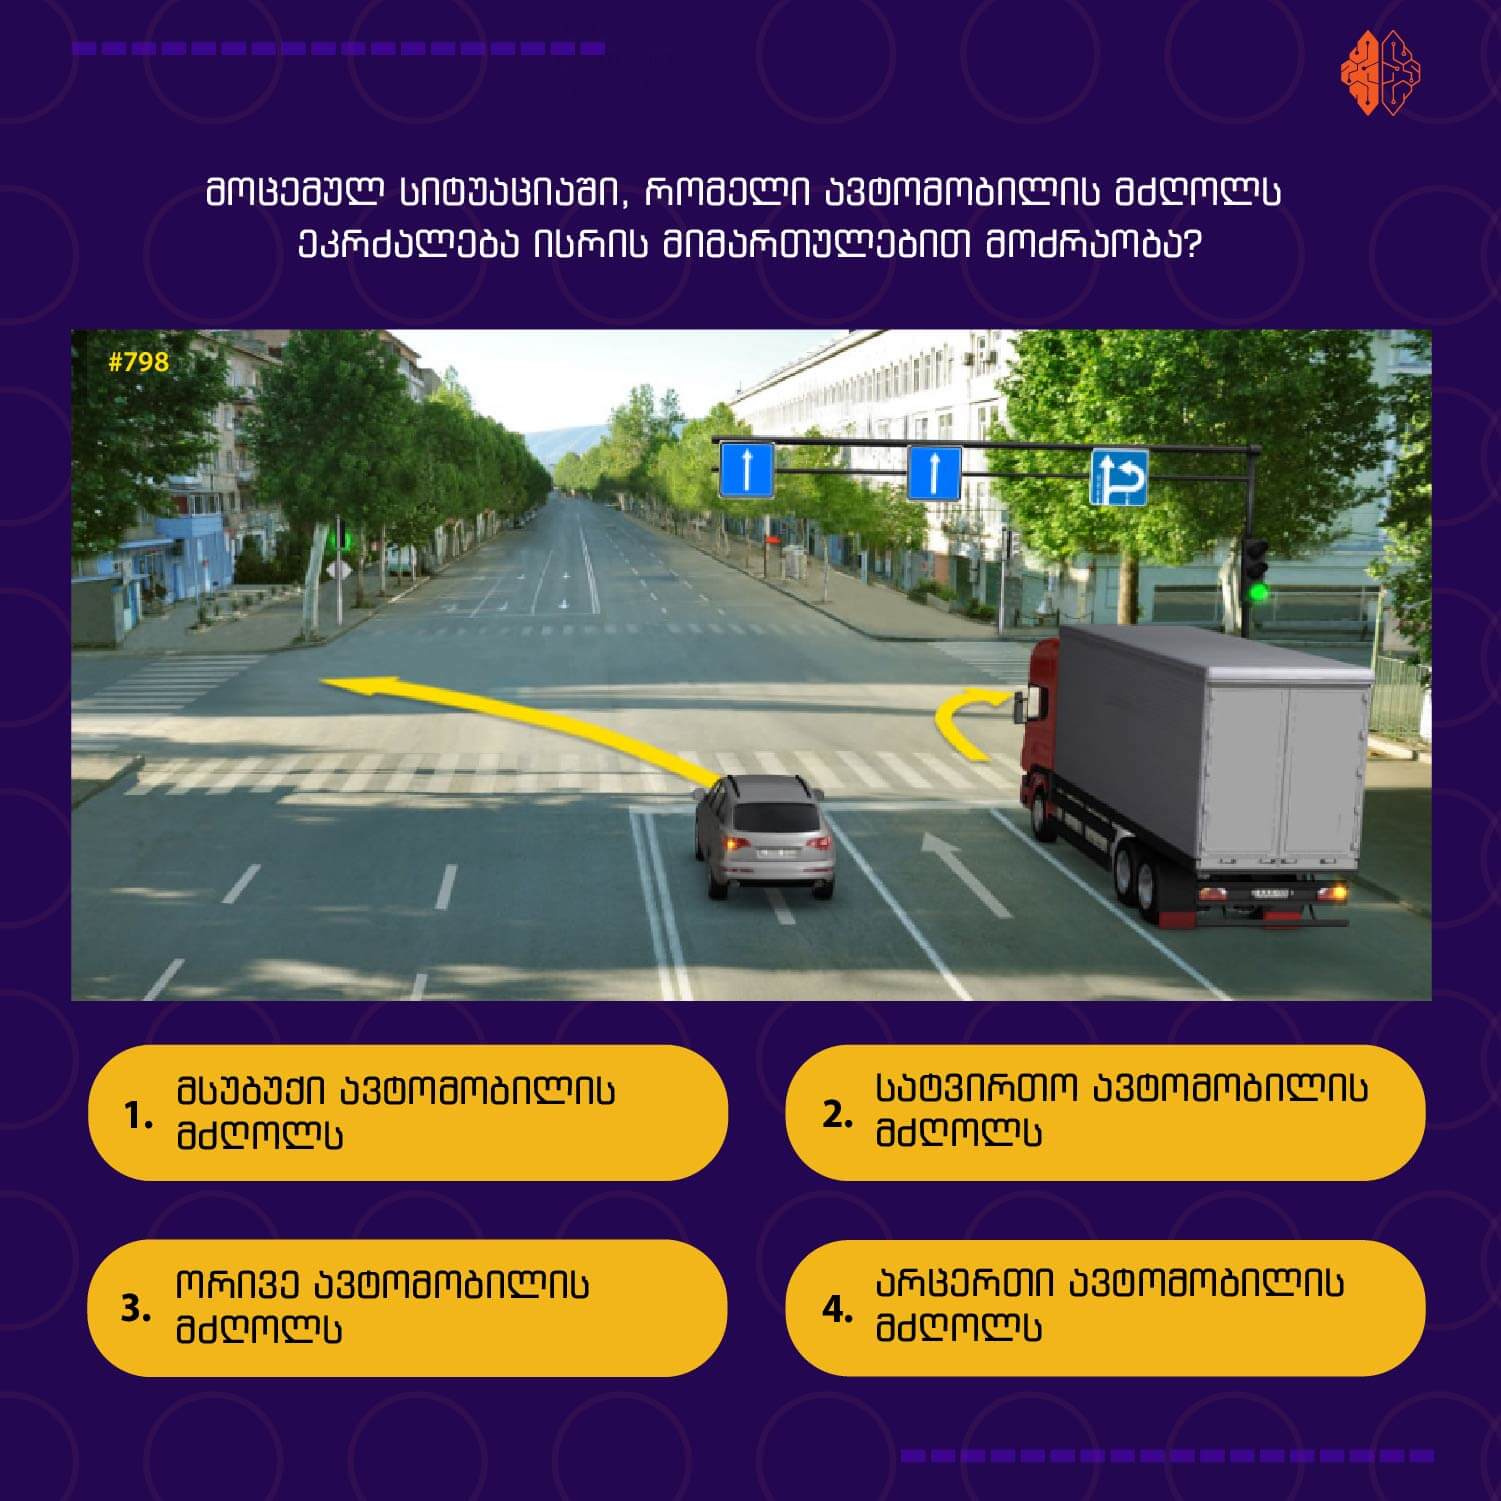 მოცემულ სიტუაციაში, რომელი ავტომობილის მძღოლს
ეკრძალება ისრის მიმართულებით მოძრაობა?
#798
1. მსუბუქი ავტომობილის
მძღოლს
2. სატვირთო ავტომობილის
მძღოლს
3. ორივე ავტომობილის
მძღოლს
4. არცერთი ავტომობილის
მძღოლს